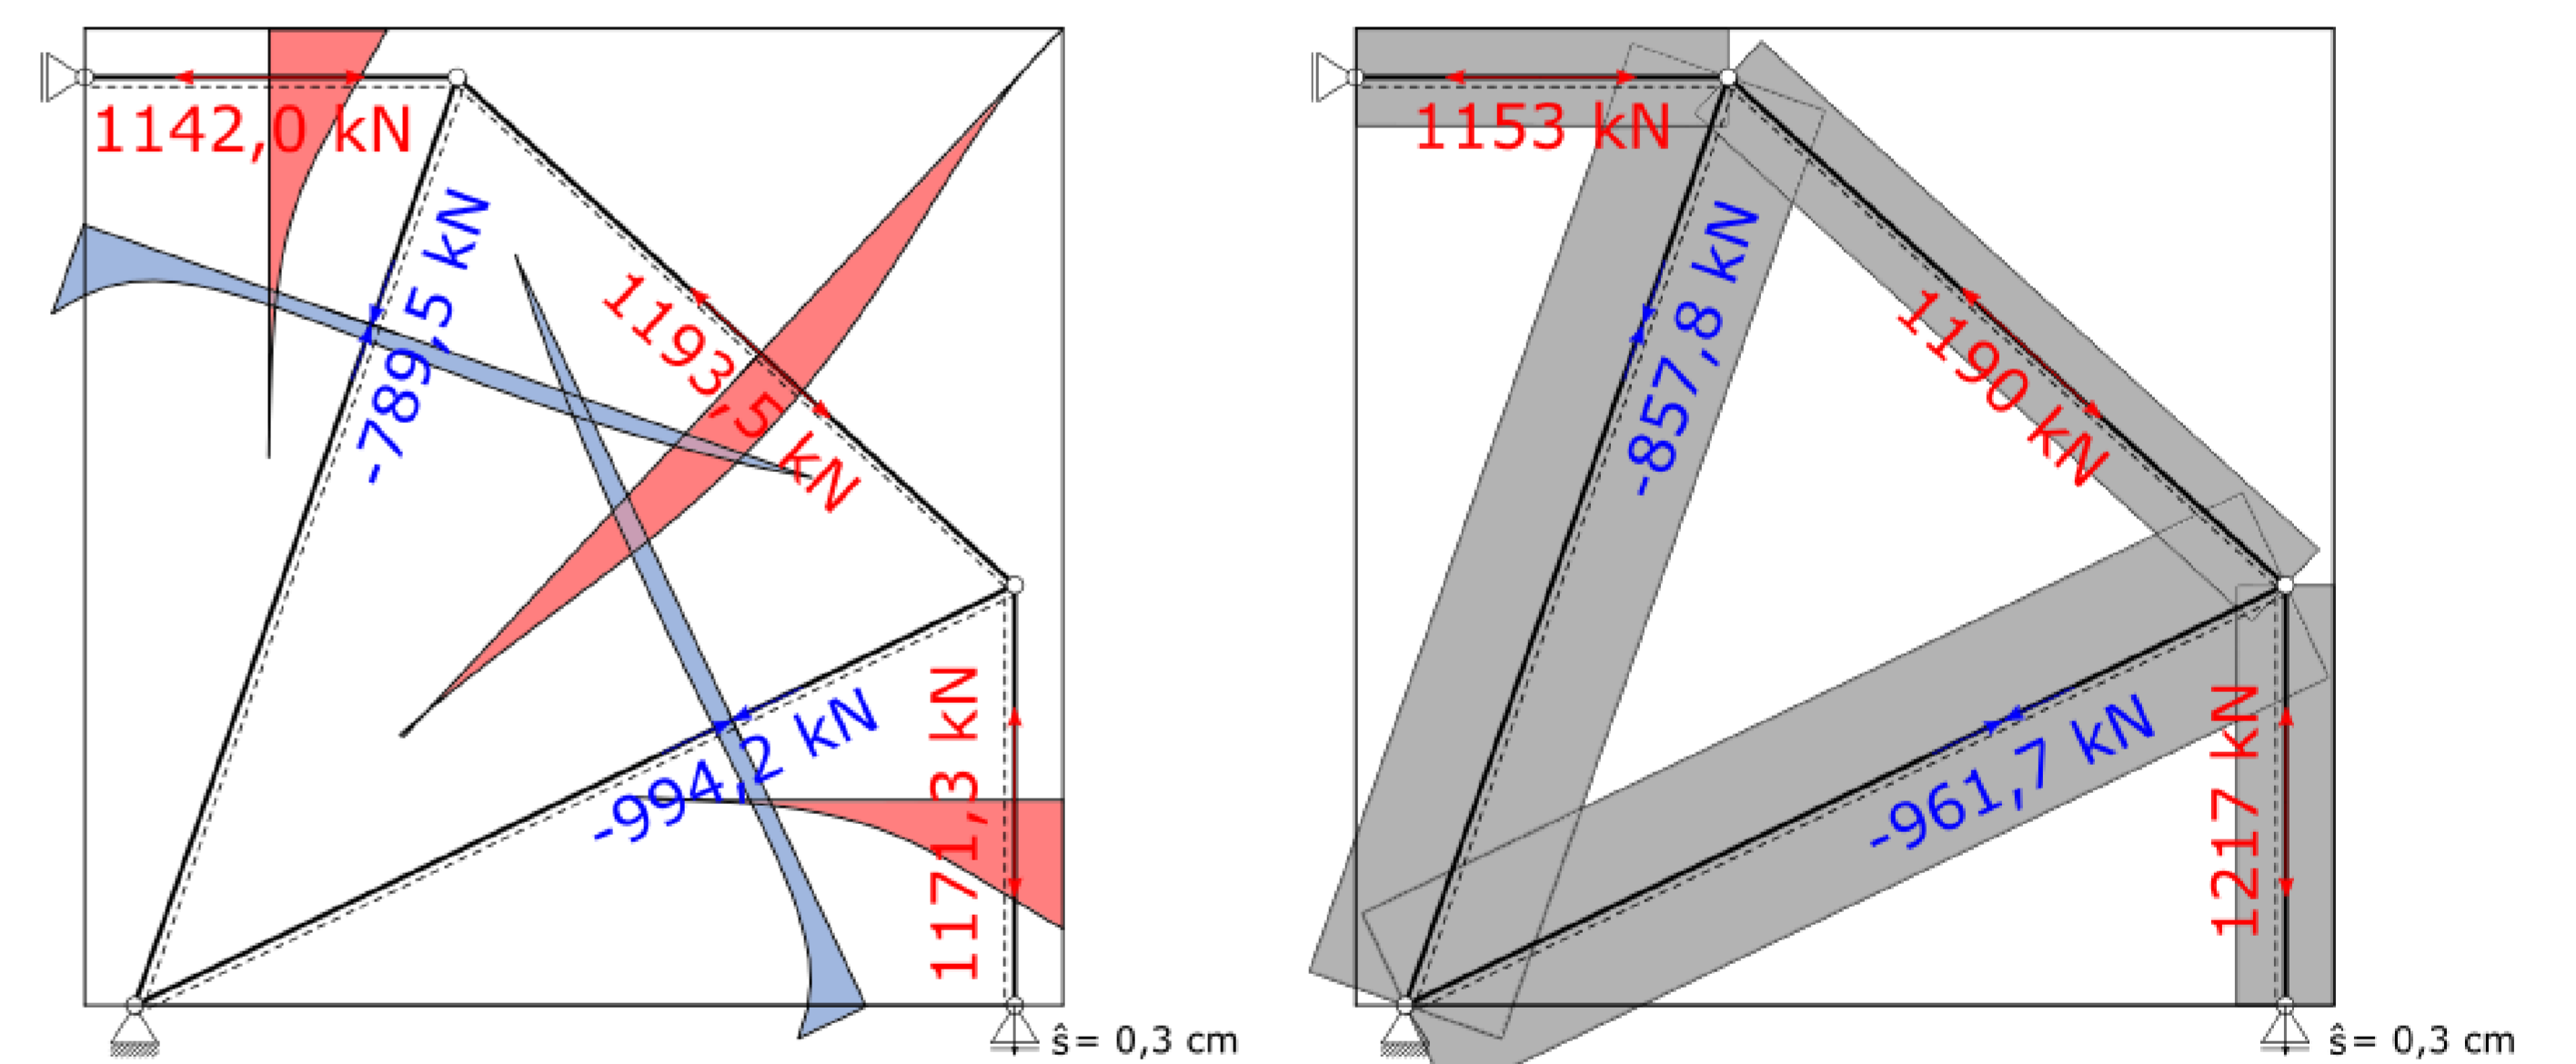 1142,0 kN
-789,5 kN
1193,5 kN
-994,2 kN
1171,3 kN
ŝ= 0,3 cm
1153 kN
-857,8 kN
1190 kN
-961,7 kN
1217 kN
ŝ= 0,3 cm